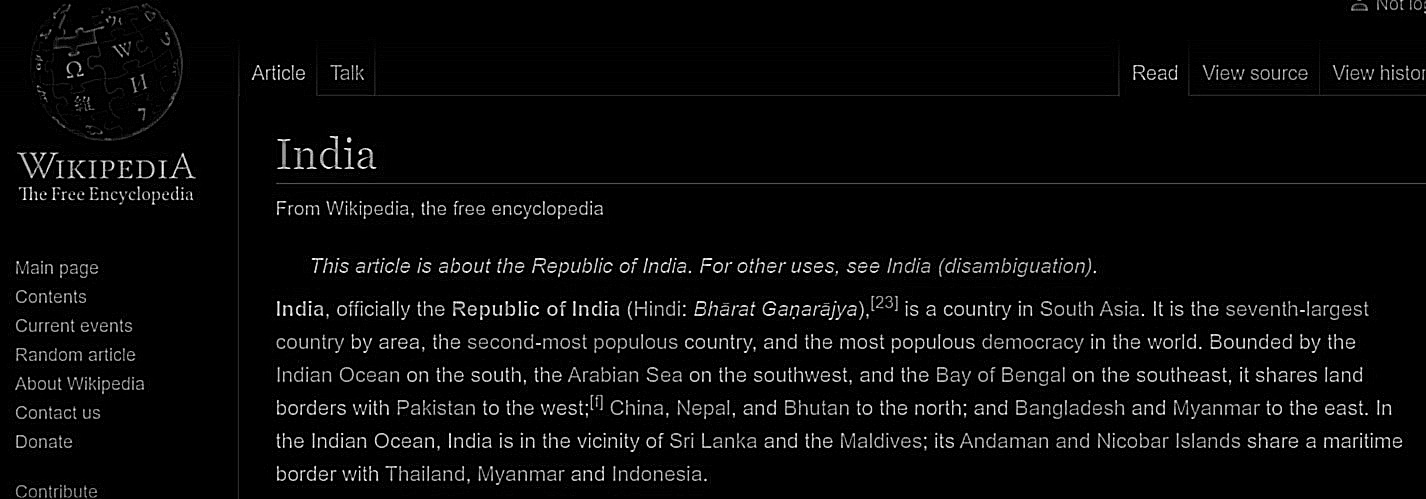 Not log
Article Talk Read View source View histor
Ω W И 維 7
WIKIPEDIA
The Free Encyclopedia
India
From Wikipedia, the free encyclopedia
This article is about the Republic of India. For other uses, see India (disambiguation).
India, officially the Republic of India (Hindi: Bhārat Gaṇarājya),[23] is a country in South Asia. It is the seventh-largest
country by area, the second-most populous country, and the most populous democracy in the world. Bounded by the
Indian Ocean on the south, the Arabian Sea on the southwest, and the Bay of Bengal on the southeast, it shares land
borders with Pakistan to the west;[f] China, Nepal, and Bhutan to the north; and Bangladesh and Myanmar to the east. In
the Indian Ocean, India is in the vicinity of Sri Lanka and the Maldives; its Andaman and Nicobar Islands share a maritime
border with Thailand, Myanmar and Indonesia.
Main page
Contents
Current events
Random article
About Wikipedia
Contact us
Donate
Contribute